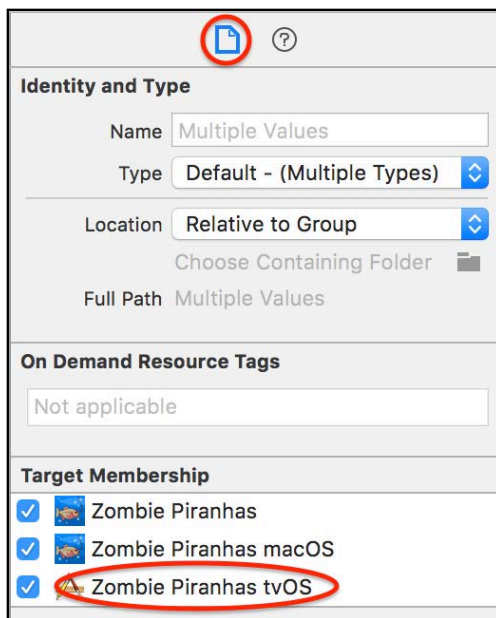 ?
Identity and Type
Name Multiple Values
Type Default - (Multiple Types)
Location Relative to Group
Choose Containing Folder
Full Path Multiple Values
On Demand Resource Tags
Not applicable
Target Membership
Zombie Piranhas
Zombie Piranhas macOS
Zombie Piranhas tvOS